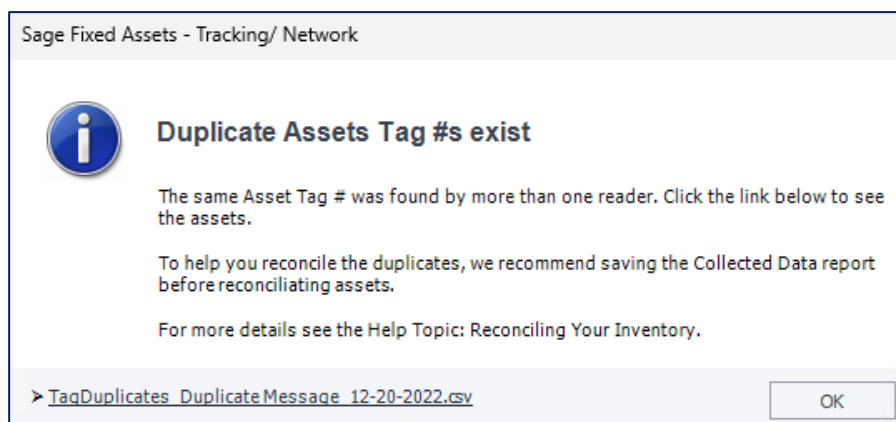 Sage Fixed Assets - Tracking/ Network
Duplicate Assets Tag #s exist
The same Asset Tag # was found by more than one reader. Click the link below to see
the assets.
To help you reconcile the duplicates, we recommend saving the Collected Data report
before reconciliating assets.
For more details see the Help Topic: Reconciling Your Inventory.
➤ TagDuplicates_DuplicateMessage_12-20-2022.csv
OK